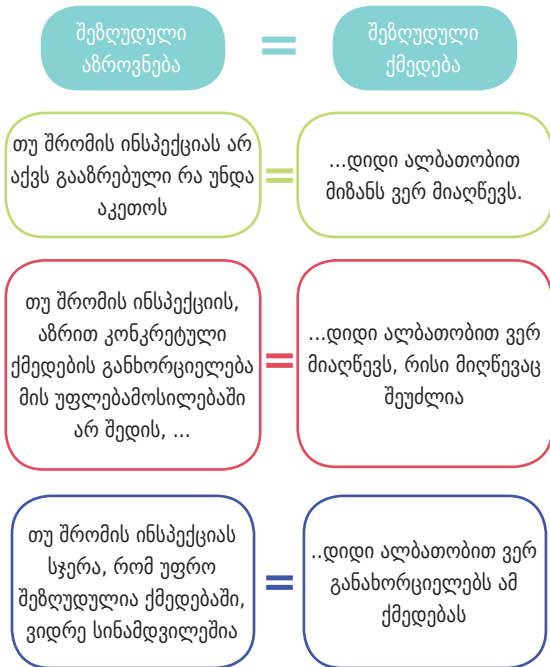 შეზღუდული
აზროვნება
=
შეზღუდული
ქმედება
თუ შრომის ინსპექციას არ
აქვს გააზრებული რა უნდა
აკეთოს
=
...დიდი ალბათობით
მიზანს ვერ მიაღწევს.
თუ შრომის ინსპექციის,
აზრით კონკრეტული
ქმედების განხორციელება
მის უფლებამოსილებაში
არ შედის, ...
=
...დიდი ალბათობით ვერ
მიაღწევს, რისი მიღწევაც
შეუძლია
თუ შრომის ინსპექციას
სჯერა, რომ უფრო
შეზღუდულია ქმედებაში,
ვიდრე სინამდვილეშია
=
..დიდი ალბათობით ვერ
განახორციელებს ამ
ქმედებას